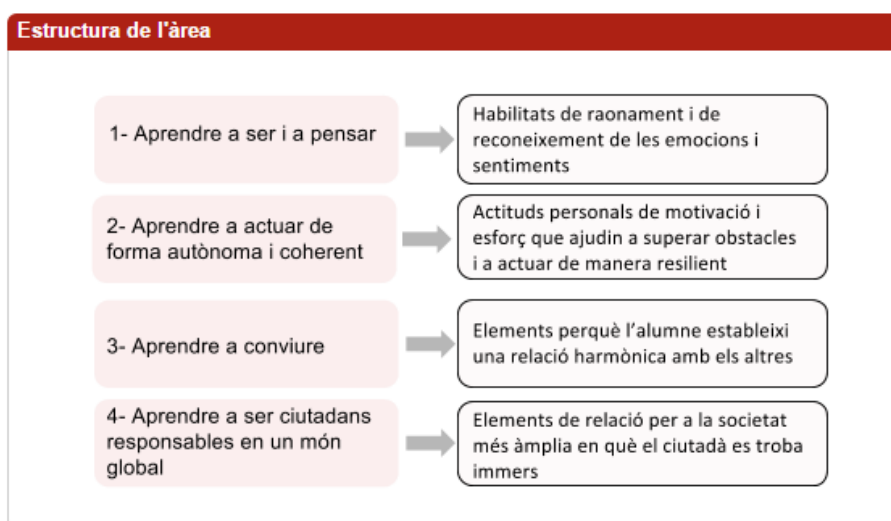 Estructura de l'àrea
1- Aprendre a ser i a pensar
Habilitats de raonament i de
reconeixement de les emocions i
sentiments
2- Aprendre a actuar de
forma autònoma i coherent
Actituds personals de motivació i
esforç que ajudin a superar obstacles
i a actuar de manera resilient
3- Aprendre a conviure
Elements perquè l’alumne estableixi
una relació harmònica amb els altres
4- Aprendre a ser ciutadans
responsables en un món
global
Elements de relació per a la societat
més àmplia en què el ciutadà es troba
immers